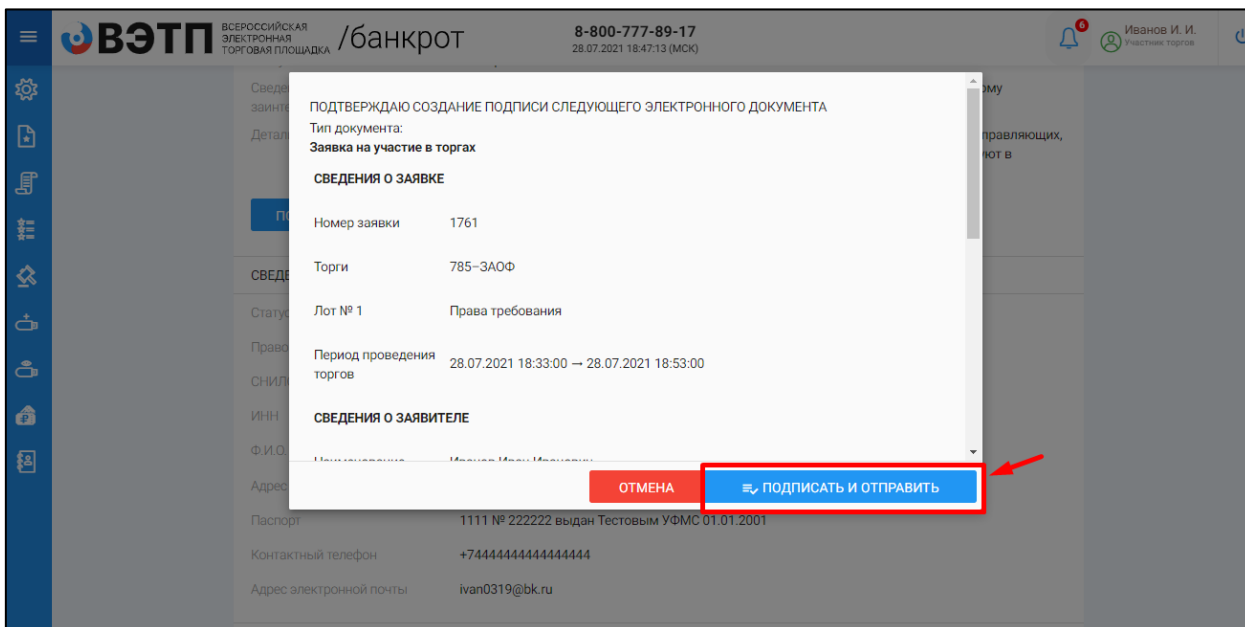 ВЭТП
ВСЕРОССИЙСКАЯ
ЭЛЕКТРОННАЯ
ТОРГОВАЯ ПЛОЩАДКА
/банкрот
8-800-777-89-17
28.07.2021 18:47:13 (МСК)
6
Иванов И. И.
Участник торгов
ПОДТВЕРЖДАЮ СОЗДАНИЕ ПОДПИСИ СЛЕДУЮЩЕГО ЭЛЕКТРОННОГО ДОКУМЕНТА
Тип документа:
Заявка на участие в торгах
СВЕДЕНИЯ О ЗАЯВКЕ
Номер заявки 1761
Торги 785–ЗАОФ
Лот № 1 Права требования
Период проведения
торгов
28.07.2021 18:33:00 → 28.07.2021 18:53:00
СВЕДЕНИЯ О ЗАЯВИТЕЛЕ
ОТМЕНА
ПОДПИСАТЬ И ОТПРАВИТЬ
ИНН
Ф.И.О
Адрес
Паспорт 1111 № 222222 выдан Тестовым УФМС 01.01.2001
Контактный телефон +74444444444444444
Адрес электронной почты ivan0319@bk.ru